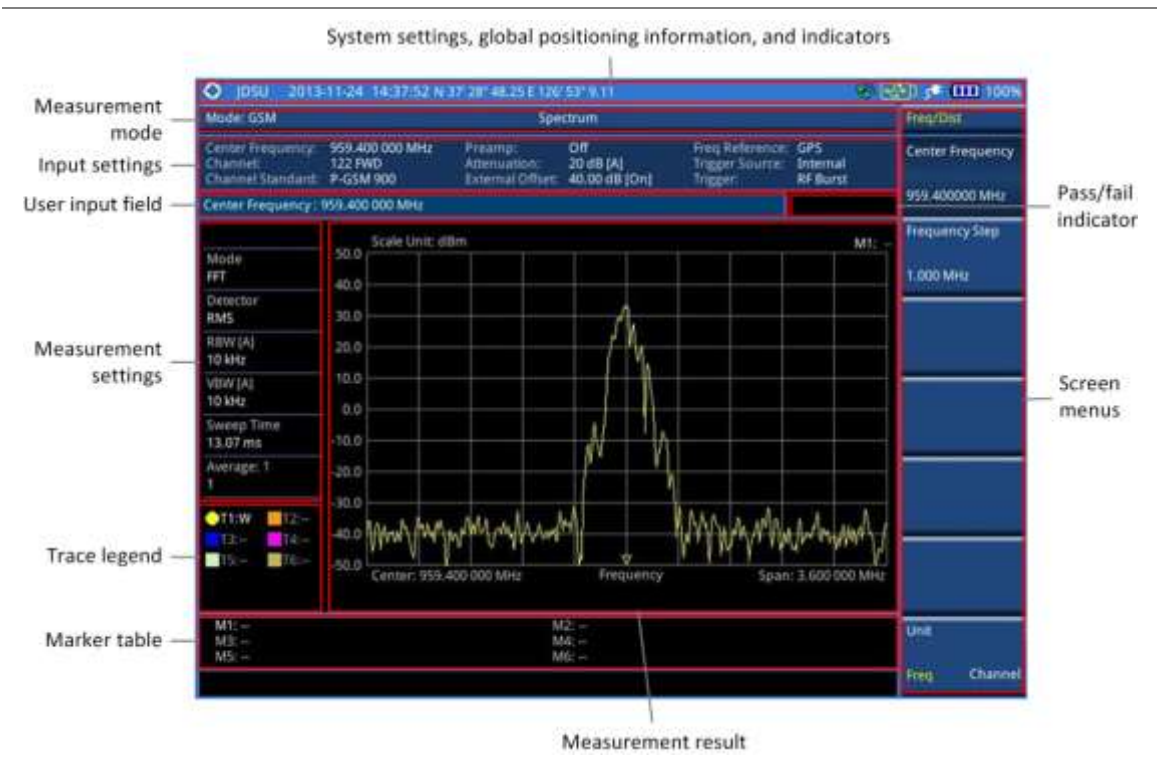 System settings, global positioning information, and indicators
JDSU 2013-11-24 14:37:52 N 37' 28" 48.25 E 126' 53" 9.11 100%
Measurement mode
Mode: GSM Spectrum Freq/Dist
Input settings
Center Frequency: 959.400 000 MHz Preamp: Off Freq Reference: GPS
Channel: 122 FWD Attenuation: 20 dB [A] Trigger Source: Internal
Channel Standard: P-GSM 900 External Offset: 40.00 dB [On] Trigger: RF Burst
Center Frequency
959.400000 MHz
User input field
Center Frequency : 959.400 000 MHz
Pass/fail indicator
Frequency Step
1.000 MHz
Scale Unit: dBm M1: --
Measurement settings
Mode
FFT
Detector
RMS
RBW [A]
10 kHz
VBW [A]
10 kHz
Sweep Time
13.07 ms
Average: 1
1
50.0
40.0
30.0
20.0
10.0
0.0
-10.0
-20.0
-30.0
-40.0
-50.0
Screen menus
Trace legend
T1:W T2:--
T3:-- T4:--
T5:-- T6:--
Center: 959.400 000 MHz Frequency Span: 3.600 000 MHz
Marker table
M1: -- M2: --
M3: -- M4: --
M5: -- M6: --
Unit
Freq Channel
Measurement result